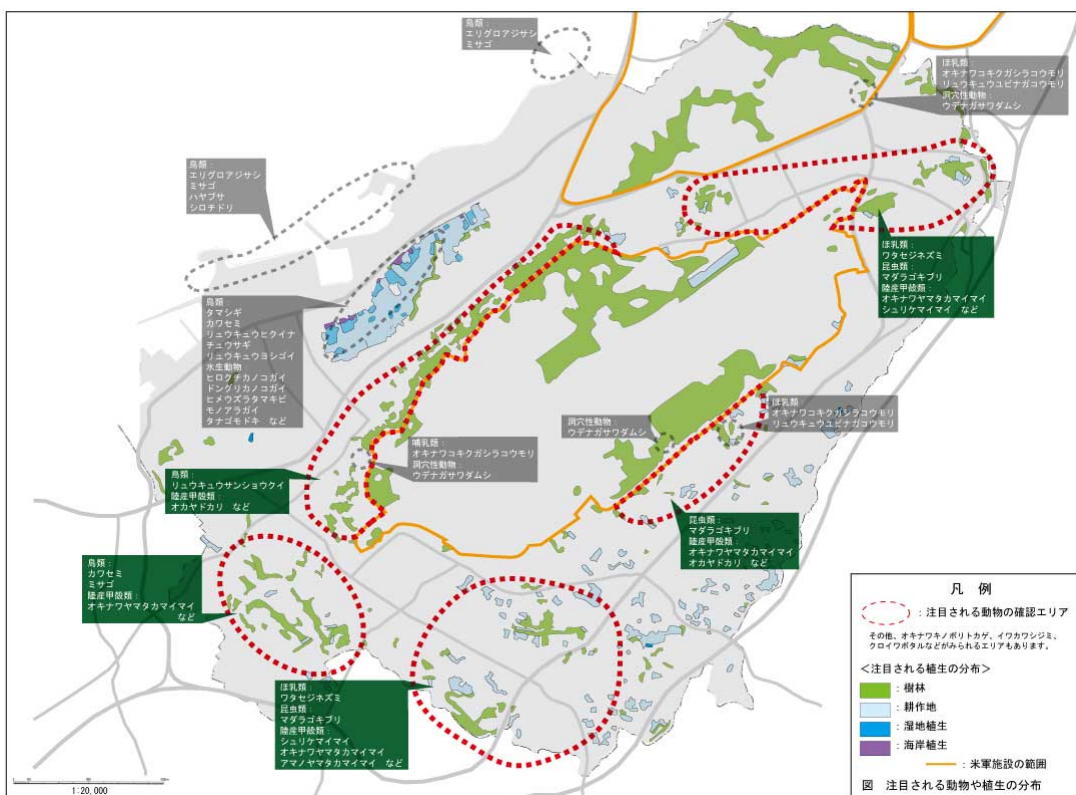 鳥類:
エリグロアジサシ
ミサゴ
ほ乳類:
オキナワコキクガシラコウモリ
リュウキュウユビナガコウモリ
洞穴性動物:
ウデナガサワダムシ
鳥類:
エリグロアジサシ
ミサゴ
ハヤブサ
シロチドリ
ほ乳類:
ワタセジネズミ
昆虫類:
マダラゴキブリ
陸産甲殻類:
オキナワヤマタカマイマイ
シュリケマイマイ など
鳥類:
タマシギ
カワセミ
リュウキュウヒクイナ
チュウサギ
リュウキュウヨシゴイ
水生動物
ヒロクチカノコガイ
ドングリカノコガイ
ヒメウズラタマキビ
モノアラガイ
タナゴモドキ など
ほ乳類:
オキナワコキクガシラコウモリ
リュウキュウユビナガコウモリ
洞穴性動物:
ウデナガサワダムシ
哺乳類:
オキナワコキクガシラコウモリ
洞穴性動物:
ウデナガサワダムシ
鳥類:
リュウキュウサンショウクイ
陸産甲殻類:
オカヤドカリ など
昆虫類:
マダラゴキブリ
陸産甲殻類:
オキナワヤマタカマイマイ
オカヤドカリ など
鳥類:
カワセミ
ミサゴ
陸産甲殻類:
オキナワヤマタカマイマイ
など
ほ乳類:
ワタセジネズミ
昆虫類:
マダラゴキブリ
陸産甲殻類:
シュリケマイマイ
オキナワヤマタカマイマイ
アマノヤマタカマイマイ など
凡 例
:注目される動物の確認エリア
その他、オキナワキノボリトカゲ、イワカワシジミ、
クロイワボタルなどがみられるエリアもあります。
<注目される植生の分布>
:樹林
:耕作地
:湿地植生
:海岸植生
:米軍施設の範囲
図 注目される動物や植生の分布
1:20,000